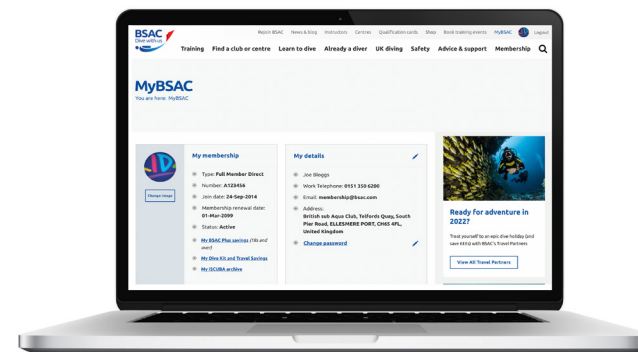 BSAC
Dive with us
Rejoin BSAC News & blog Instructors Centres Qualification cards Shop Book training events MyBSAC Logout
Training Find a club or centre Learn to dive Already a diver UK diving Safety Advice & support Membership
MyBSAC
You are here: MyBSAC
ID
Change image
My membership
Type: Full Member Direct
Number: A123456
Join date: 24-Sep-2014
Membership renewal date:
01-Mar-2099
Status: Active
My BSAC Plus savings (18s and
over)
My Dive Kit and Travel Savings
My iSCUBA archive
My details
Joe Bloggs
Work Telephone: 0151 350 6200
Email: membership@bsac.com
Address:
British sub Aqua Club, Telfords Quay, South
Pier Road, ELLESMERE PORT, CH65 4FL,
United Kingdom
Change password
Ready for adventure in
2022?
Treat yourself to an epic dive holiday (and
save £££s) with BSAC's Travel Partners
View All Travel Partners